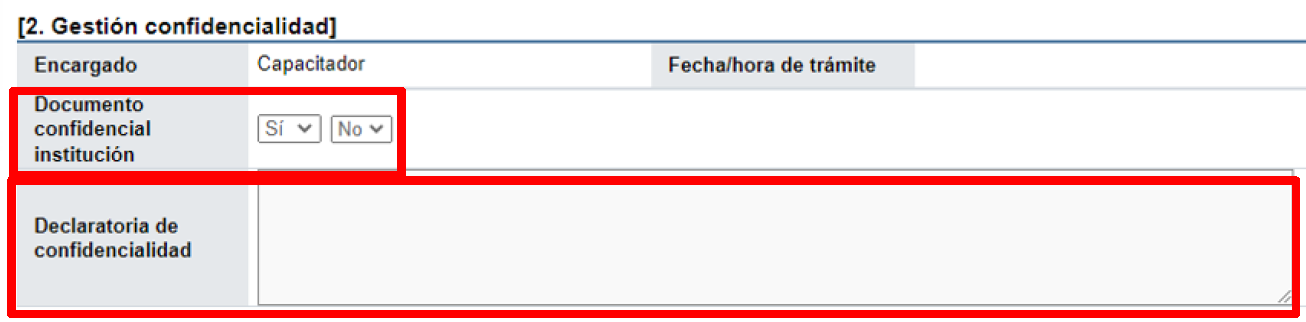 [2. Gestión confidencialidad]
Encargado Capacitador Fecha/hora de trámite
Documento
confidencial
institución
Sí No
Declaratoria de
confidencialidad